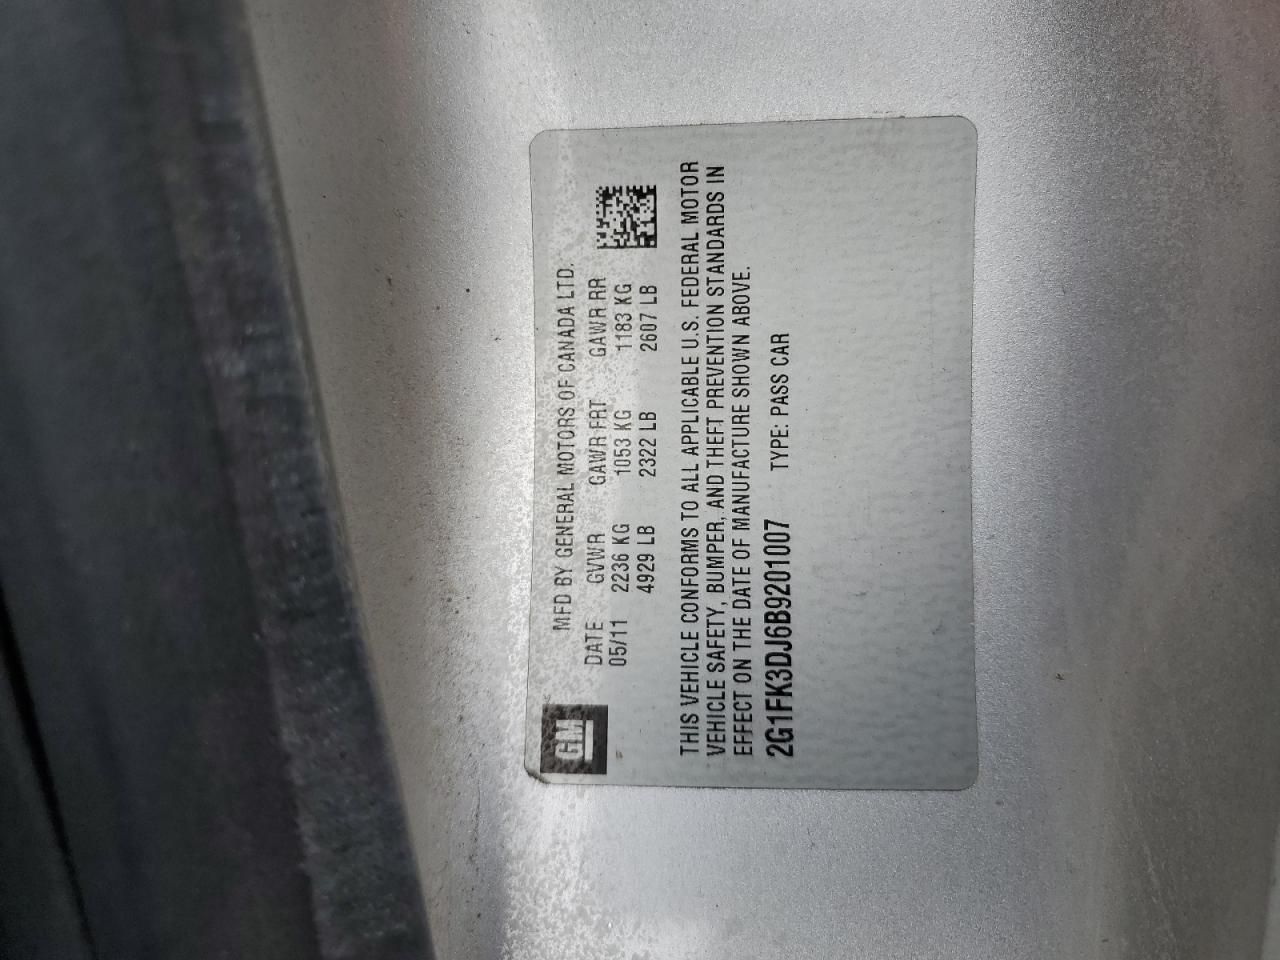 GM
MFD BY GENERAL MOTORS OF CANADA LTD.
DATE GVWR GAWR FRT GAWR RR
05/11 2236 KG 1053 KG 1183 KG
4929 LB 2322 LB 2607 LB
THIS VEHICLE CONFORMS TO ALL APPLICABLE U.S. FEDERAL MOTOR
VEHICLE SAFETY, BUMPER, AND THEFT PREVENTION STANDARDS IN
EFFECT ON THE DATE OF MANUFACTURE SHOWN ABOVE.
2G1FK3DJ6B9201007 TYPE: PASS CAR